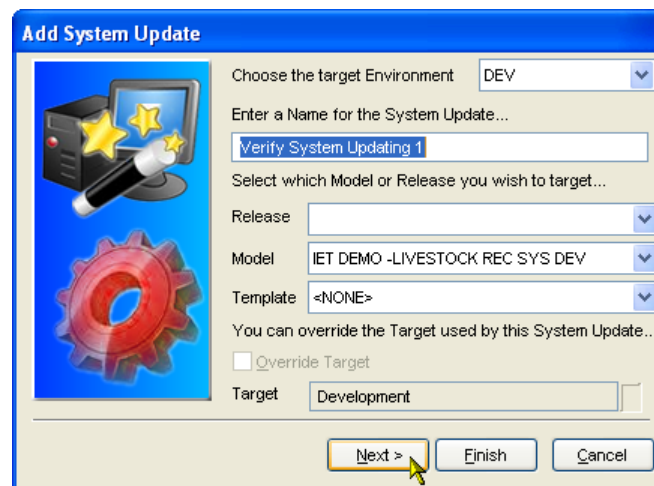 Add System Update
Choose the target Environment DEV
Enter a Name for the System Update...
Verify System Updating 1
Select which Model or Release you wish to target...
Release
Model IET DEMO -LIVESTOCK REC SYS DEV
Template <NONE>
You can override the Target used by this System Update..
Override Target
Target Development
Next > Finish Cancel